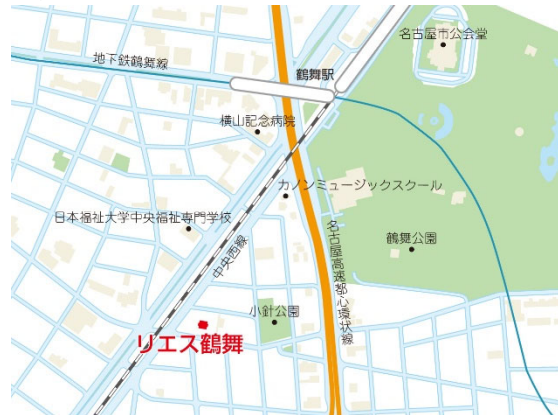 名古屋市公会堂
地下鉄鶴舞線
鶴舞駅
横山記念病院
カノンミュージックスクール
日本福祉大学中央福祉専門学校
中央西線
名古屋高速都心環状線
鶴舞公園
小針公園
リエス鶴舞